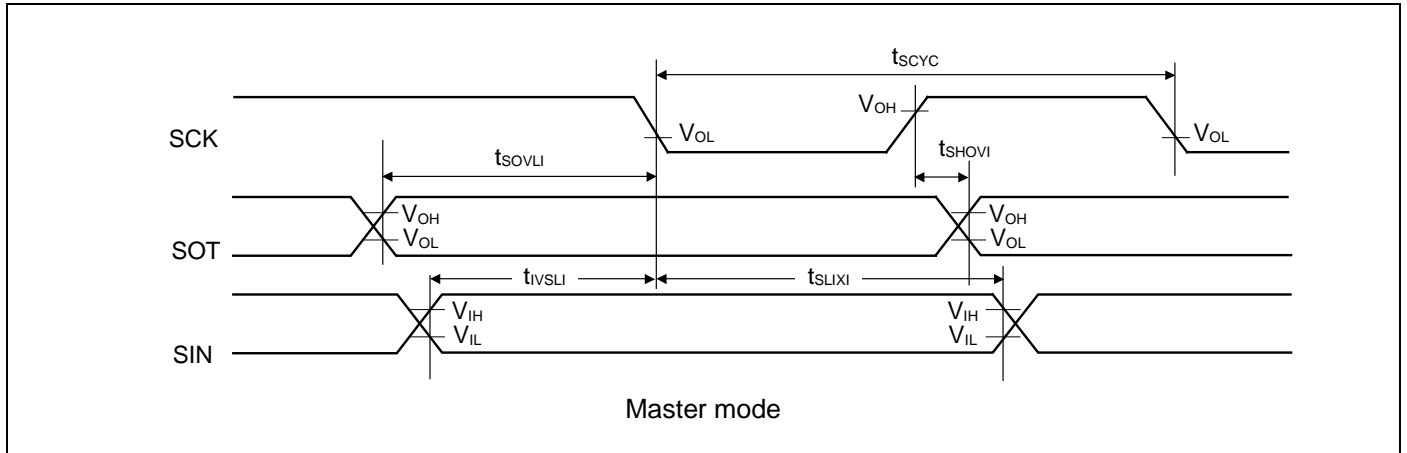 tSCYC
VOH
SCK
VOL
VOL
tSOVLI
tSHOVI
VOH
VOH
SOT
VOL
VOL
tIVSLI
tSLIXI
VIH
VIH
SIN
VIL
VIL
Master mode